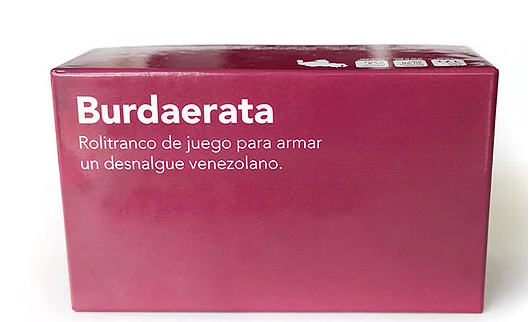 Burdaerata
Rolitranco de juego para armar
un desnalgue venezolano.